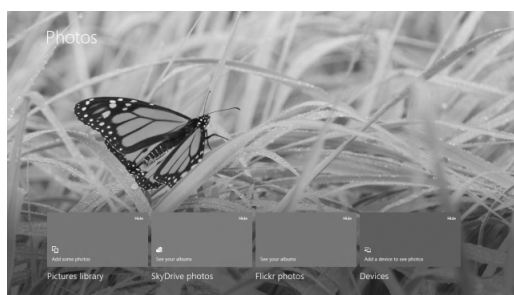 Photos
Hide
Hide
Hide
Hide
Add some photos
See your albums
See your albums
Add a device to see photos
Pictures library
SkyDrive photos
Flickr photos
Devices